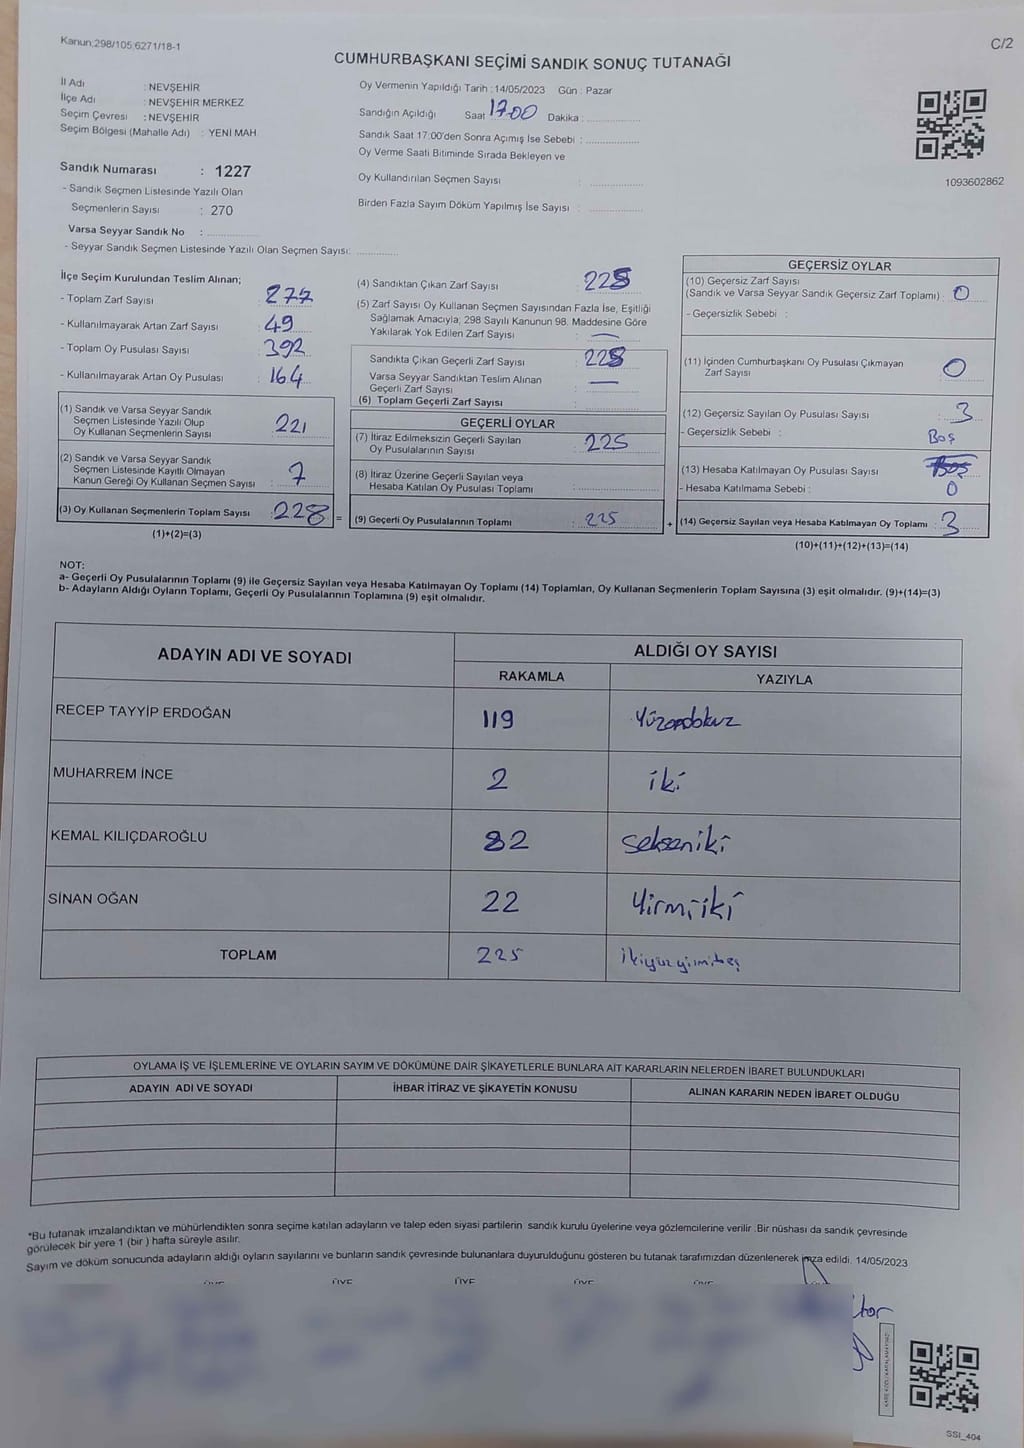 Kanun:298/105;6271/18-1
C/2
CUMHURBAŞKANI SEÇİMİ SANDIK SONUÇ TUTANAĞI
İl Adı : NEVŞEHİR
İlçe Adı : NEVŞEHİR MERKEZ
Seçim Çevresi : NEVŞEHİR
Seçim Bölgesi (Mahalle Adı) : YENİ MAH.
Sandık Numarası : 1227
- Sandık Seçmen Listesinde Yazılı Olan
Seçmenlerin Sayısı : 270
Varsa Seyyar Sandık No :
- Seyyar Sandık Seçmen Listesinde Yazılı Olan Seçmen Sayısı:
Oy Vermenin Yapıldığı Tarih :14/05/2023 Gün : Pazar
Sandığın Açıldığı Saat 17.00 Dakika :
Sandık Saat 17:00'den Sonra Açımış İse Sebebi :
Oy Verme Saati Bitiminde Sırada Bekleyen ve
Oy Kullandırılan Seçmen Sayısı :
Birden Fazla Sayım Döküm Yapılmış İse Sayısı :
1093602862
İlçe Seçim Kurulundan Teslim Alınan;
- Toplam Zarf Sayısı : 277
- Kullanılmayarak Artan Zarf Sayısı : 49
- Toplam Oy Pusulası Sayısı : 392
- Kullanılmayarak Artan Oy Pusulası : 164
(1) Sandık ve Varsa Seyyar Sandık
Seçmen Listesinde Yazılı Olup
Oy Kullanan Seçmenlerin Sayısı : 221
(2) Sandık ve Varsa Seyyar Sandık
Seçmen Listesinde Kayıtlı Olmayan
Kanun Gereği Oy Kullanan Seçmen Sayısı : 7
(3) Oy Kullanan Seçmenlerin Toplam Sayısı : 228 =
(1)+(2)=(3)
(4) Sandıktan Çıkan Zarf Sayısı : 228
(5) Zarf Sayısı Oy Kullanan Seçmen Sayısından Fazla İse, Eşitliği
Sağlamak Amacıyla; 298 Sayılı Kanunun 98. Maddesine Göre
Yakılarak Yok Edilen Zarf Sayısı : —
Sandıkta Çıkan Geçerli Zarf Sayısı : 228
Varsa Seyyar Sandıktan Teslim Alınan
Geçerli Zarf Sayısı : —
(6) Toplam Geçerli Zarf Sayısı :
GEÇERLİ OYLAR
(7) İtiraz Edilmeksizin Geçerli Sayılan
Oy Pusulalarının Sayısı : 225
(8) İtiraz Üzerine Geçerli Sayılan veya
Hesaba Katılan Oy Pusulası Toplamı :
(9) Geçerli Oy Pusulalarının Toplamı : 225 +
GEÇERSİZ OYLAR
(10) Geçersiz Zarf Sayısı
(Sandık ve Varsa Seyyar Sandık Geçersiz Zarf Toplamı) : 0
- Geçersizlik Sebebi :
(11) İçinden Cumhurbaşkanı Oy Pusulası Çıkmayan
Zarf Sayısı : 0
(12) Geçersiz Sayılan Oy Pusulası Sayısı : 3
- Geçersizlik Sebebi : Boş
(13) Hesaba Katılmayan Oy Pusulası Sayısı : Boş
- Hesaba Katılmama Sebebi : 0
(14) Geçersiz Sayılan veya Hesaba Katılmayan Oy Toplamı : 3
(10)+(11)+(12)+(13)=(14)
NOT:
a- Geçerli Oy Pusulalarının Toplamı (9) ile Geçersiz Sayılan veya Hesaba Katılmayan Oy Toplamı (14) Toplamları, Oy Kullanan Seçmenlerin Toplam Sayısına (3) eşit olmalıdır. (9)+(14)=(3)
b- Adayların Aldığı Oyların Toplamı, Geçerli Oy Pusulalarının Toplamına (9) eşit olmalıdır.
ADAYIN ADI VE SOYADI ALDIĞI OY SAYISI
RAKAMLA YAZIYLA
RECEP TAYYİP ERDOĞAN 119 Yüzondokuz
MUHARREM İNCE 2 iki
KEMAL KILIÇDAROĞLU 82 Seksaniki
SİNAN OĞAN 22 Yirmiiki
TOPLAM 225 ikiyüzyirmibeş
OYLAMA İŞ VE İŞLEMLERİNE VE OYLARIN SAYIM VE DÖKÜMÜNE DAİR ŞİKAYETLERLE BUNLARA AİT KARARLARIN NELERDEN İBARET BULUNDUKLARI
ADAYIN ADI VE SOYADI İHBAR İTİRAZ VE ŞİKAYETİN KONUSU ALINAN KARARIN NEDEN İBARET OLDUĞU
*Bu tutanak imzalandıktan ve mühürlendikten sonra seçime katılan adayların ve talep eden siyasi partilerin sandık kurulu üyelerine veya gözlemcilerine verilir .Bir nüshası da sandık çevresinde
görülecek bir yere 1 (bir ) hafta süreyle asılır.
Sayım ve döküm sonucunda adayların aldığı oyların sayılarını ve bunların sandık çevresinde bulunanlara duyurulduğunu gösteren bu tutanak tarafımızdan düzenlenerek imza edildi. 14/05/2023
ÜYE ÜYE ÜYE ÜYE ÜYE
SSI_404